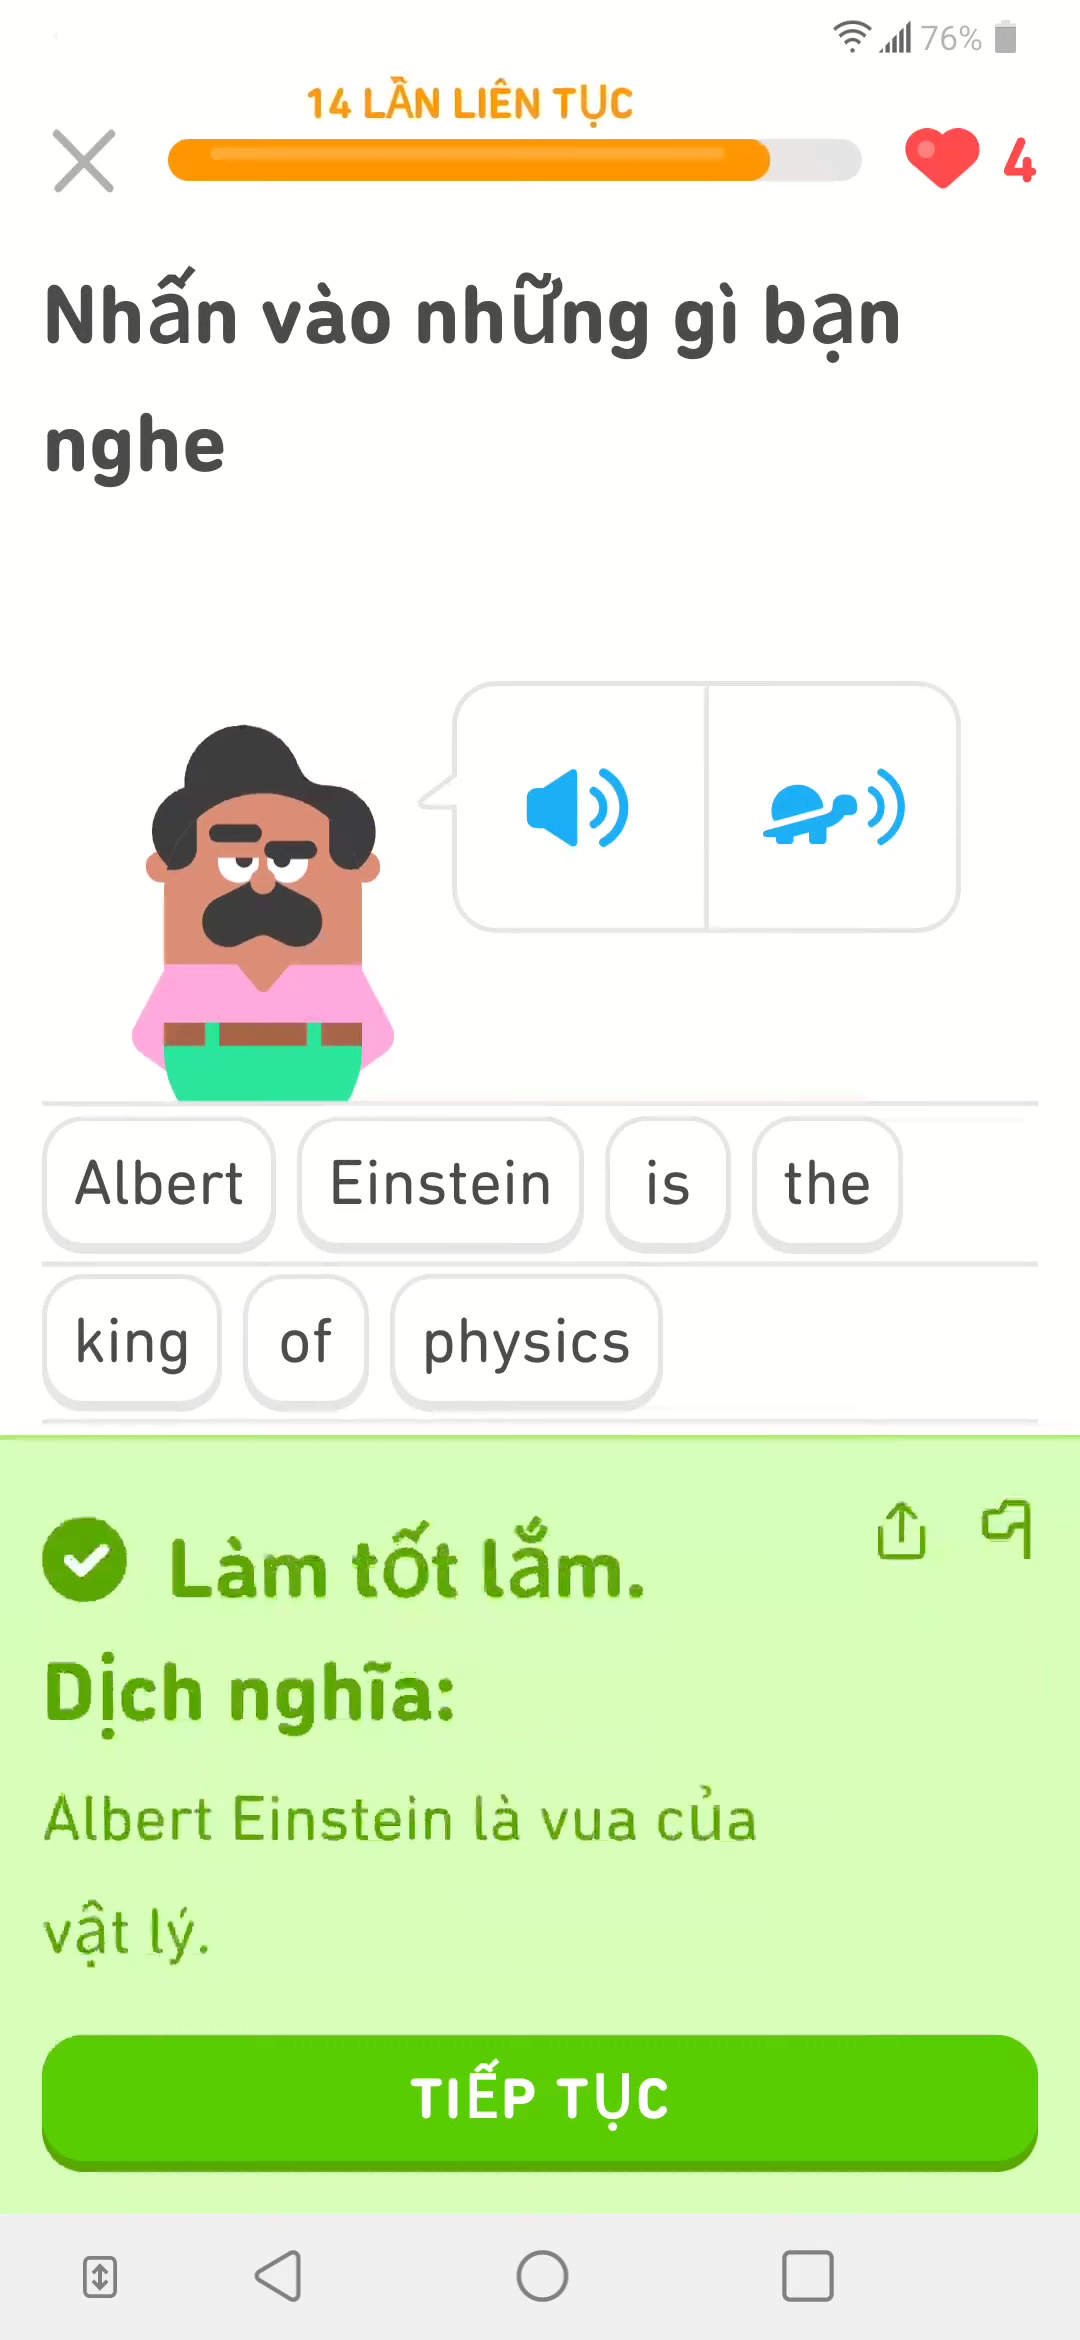 76%
14 LẦN LIÊN TỤC
4
Nhấn vào những gì bạn
nghe
Albert Einstein is the
king of physics
Làm tốt lắm.
Dịch nghĩa:
Albert Einstein là vua của
vật lý.
TIẾP TỤC